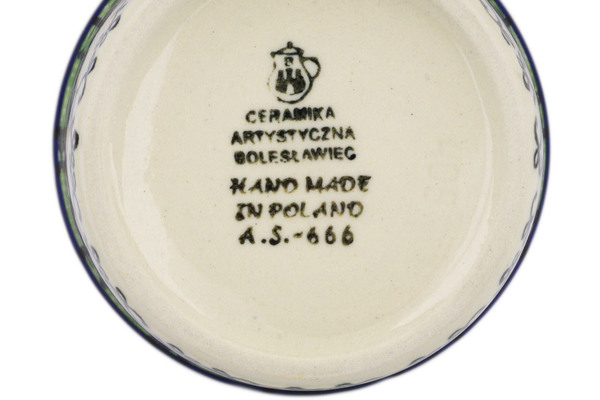 CERAMIKA
ARTYSTYCZNA
BOLESŁAWIEC
HAND MADE
IN POLAND
A.S.-666